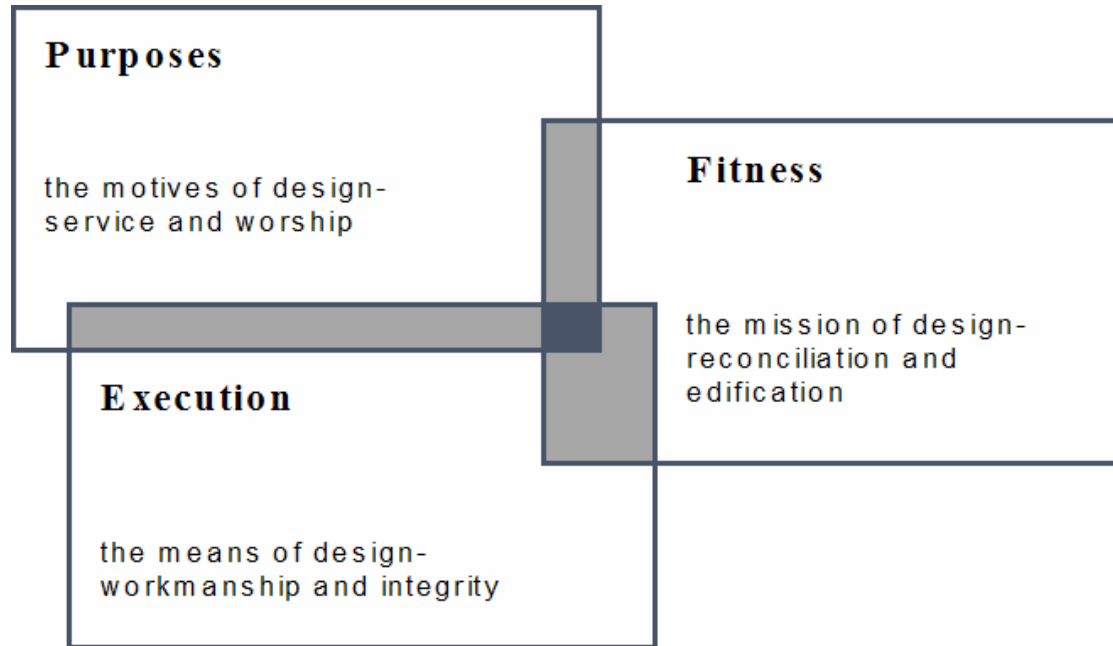 Purposes
the motives of design-
service and worship
Fitness
the mission of design-
reconciliation and
edification
Execution
the means of design-
workmanship and integrity